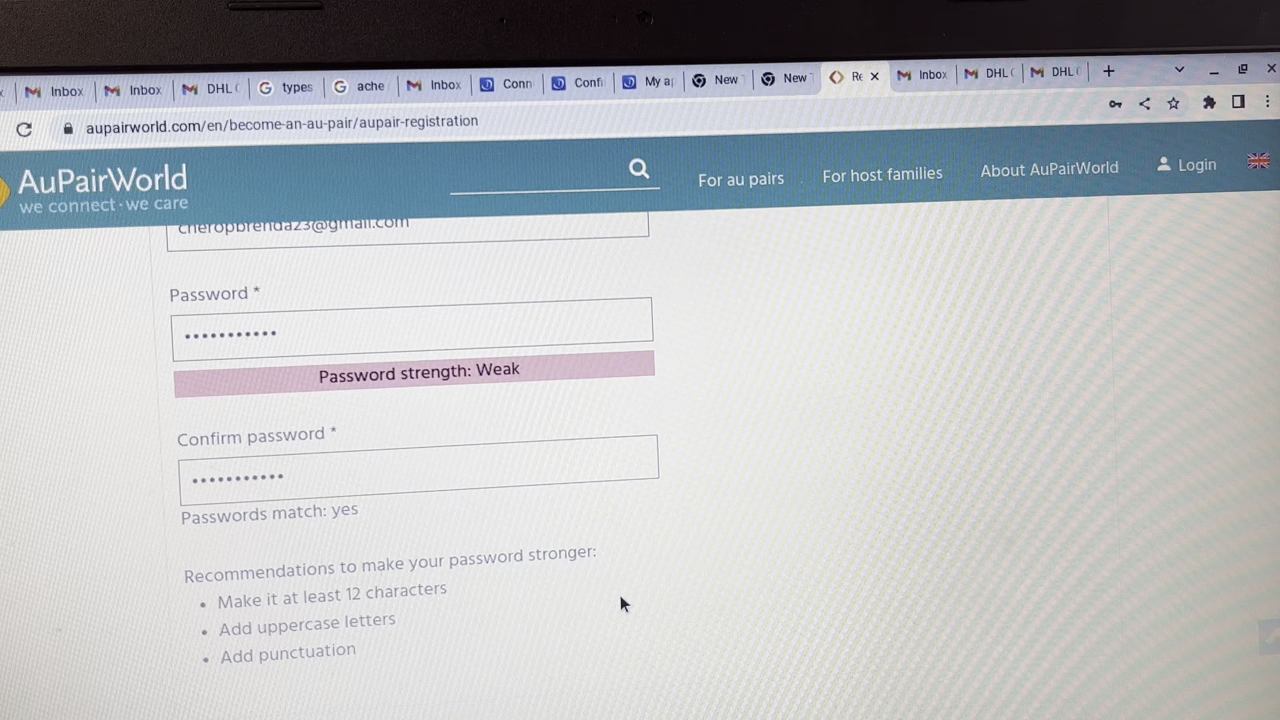 Inbox Inbox DHL types ache Inbox Conn Confi My a New New Re Inbox DHL DHL
aupairworld.com/en/become-an-au-pair/aupair-registration
AuPairWorld
we connect · we care
For au pairs
For host families
About AuPairWorld
Login
cheropbrenda23@gmail.com
Password *
•••••••••••
Password strength: Weak
Confirm password *
•••••••••••
Passwords match: yes
Recommendations to make your password stronger:
• Make it at least 12 characters
• Add uppercase letters
• Add punctuation